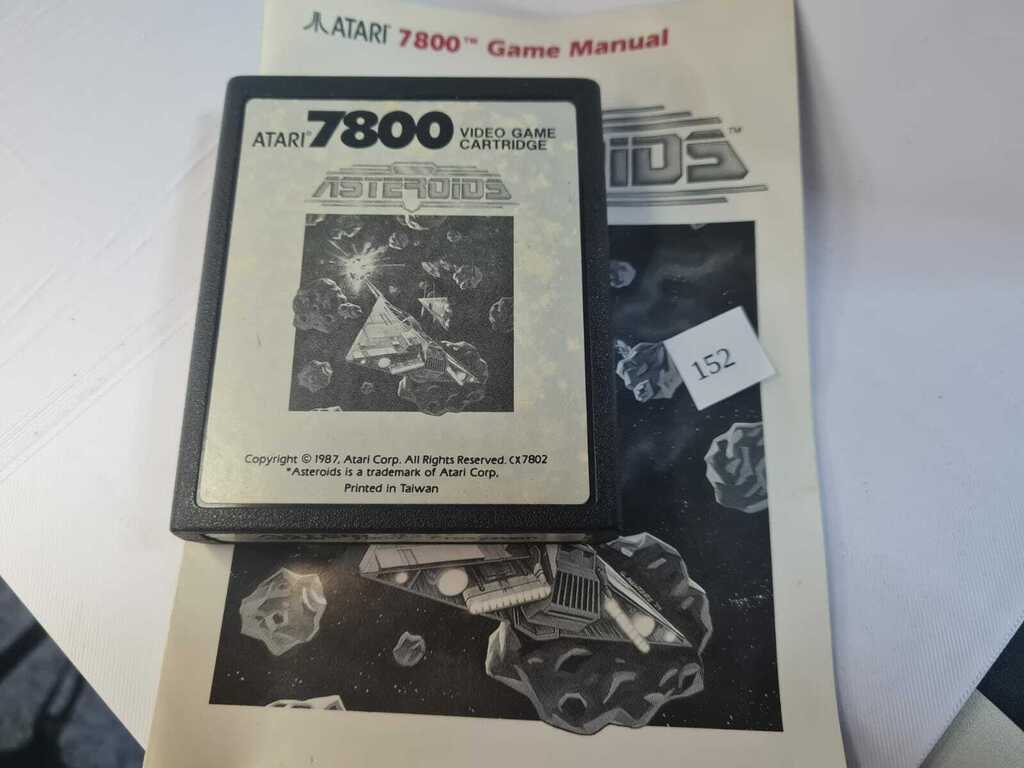 ATARI 7800™ Game Manual
ATARI® 7800 VIDEO GAME
CARTRIDGE
ASTEROIDS
™
152
Copyright © 1987, Atari Corp. All Rights Reserved. CX7802
*Asteroids is a trademark of Atari Corp.
Printed in Taiwan